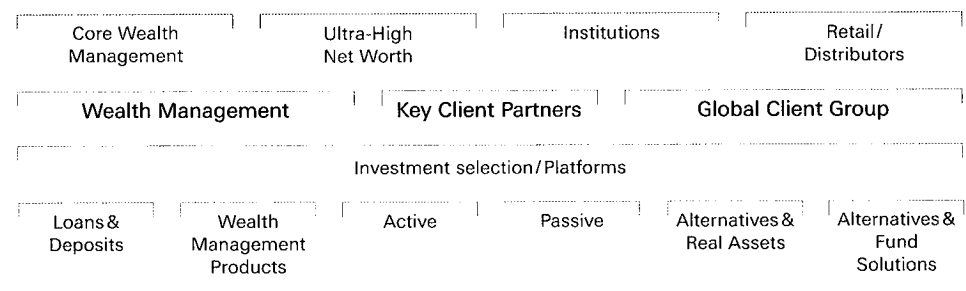 Core Wealth
Management
Ultra-High
Net Worth
Institutions
Retail/
Distributors
Wealth Management
Key Client Partners
Global Client Group
Investment selection/Platforms
Loans &
Deposits
Wealth
Management
Products
Active
Passive
Alternatives &
Real Assets
Alternatives &
Fund
Solutions